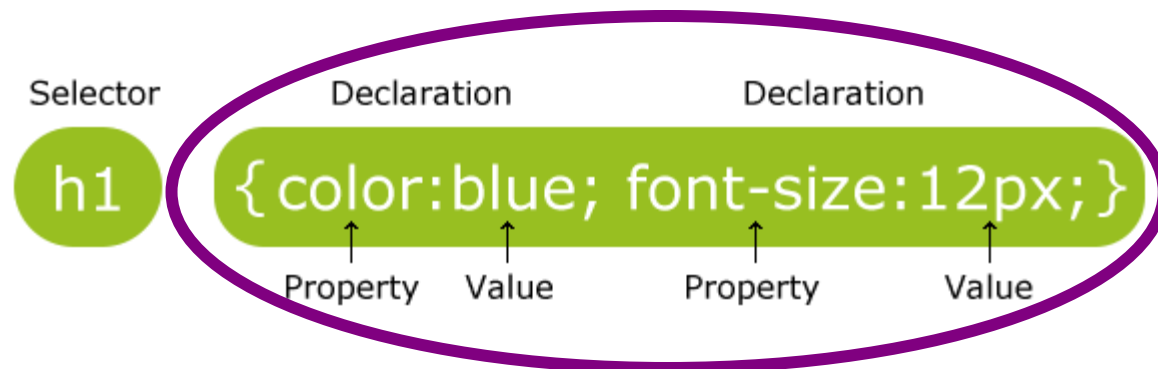 Selector Declaration Declaration
h1 {color:blue; font-size:12px;}
Property Value Property Value